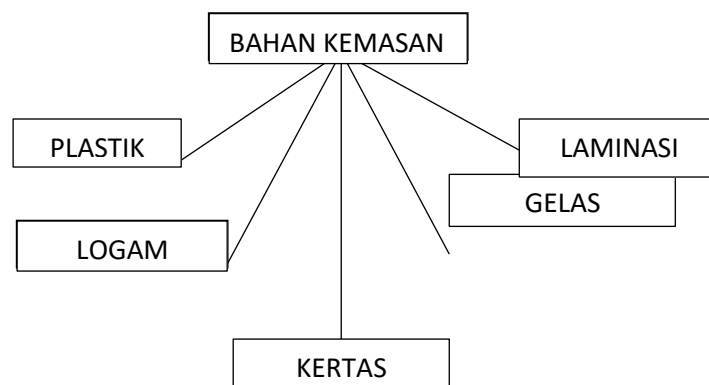 BAHAN KEMASAN
PLASTIK
LAMINASI
GELAS
LOGAM
KERTAS